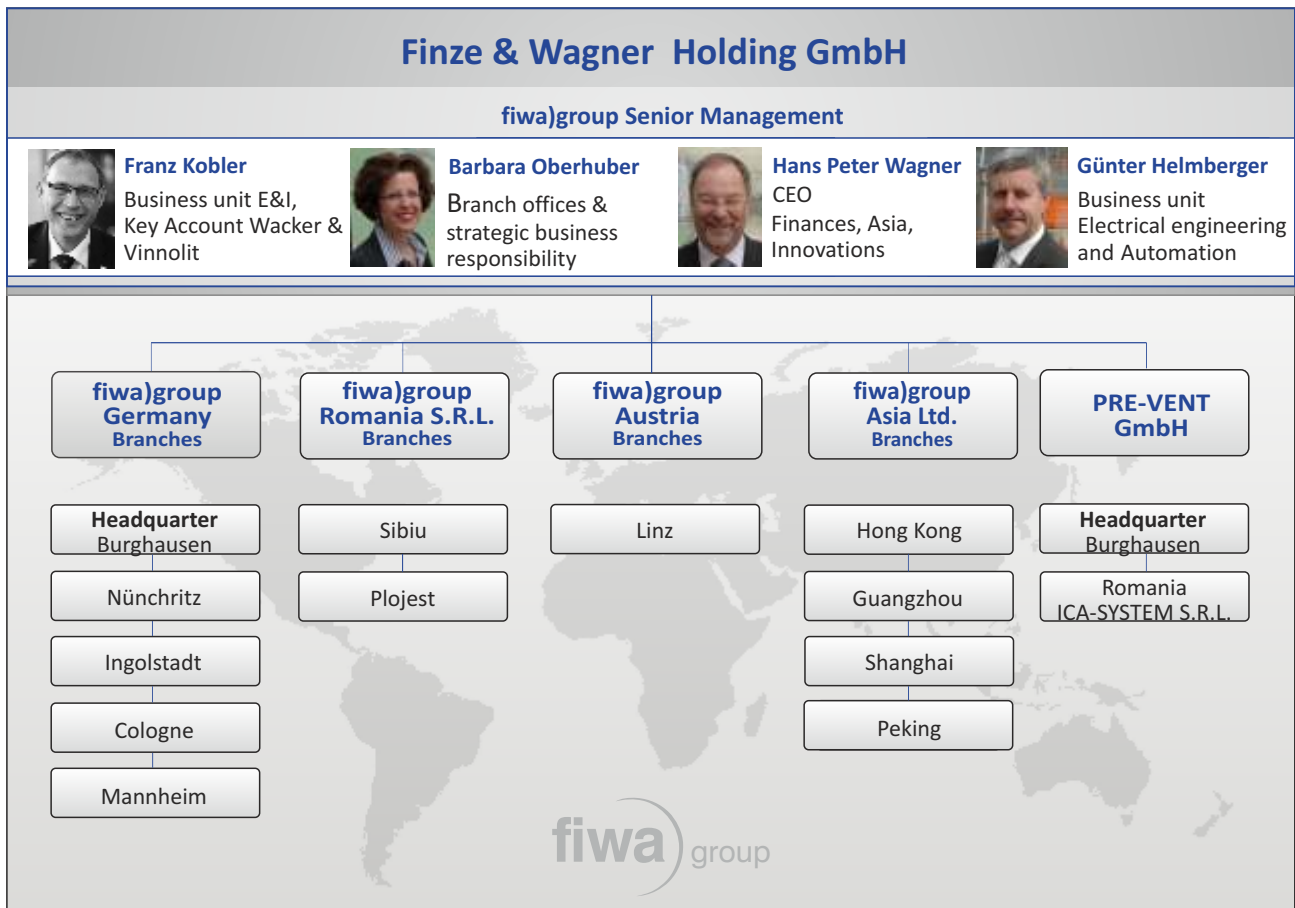 Finze & Wagner Holding GmbH
fiwa)group Senior Management
Franz Kobler
Business unit E&I,
Key Account Wacker &
Vinnolit
Barbara Oberhuber
Branch offices &
strategic business
responsibility
Hans Peter Wagner
CEO
Finances, Asia,
Innovations
Günter Helmberger
Business unit
Electrical engineering
and Automation
fiwa)group
Germany
Branches
fiwa)group
Romania S.R.L.
Branches
fiwa)group
Austria
Branches
fiwa)group
Asia Ltd.
Branches
PRE-VENT
GmbH
Headquarter
Burghausen
Nünchritz
Ingolstadt
Cologne
Mannheim
Sibiu
Plojest
Linz
Hong Kong
Guangzhou
Shanghai
Peking
Headquarter
Burghausen
Romania
ICA-SYSTEM S.R.L.
fiwa)group